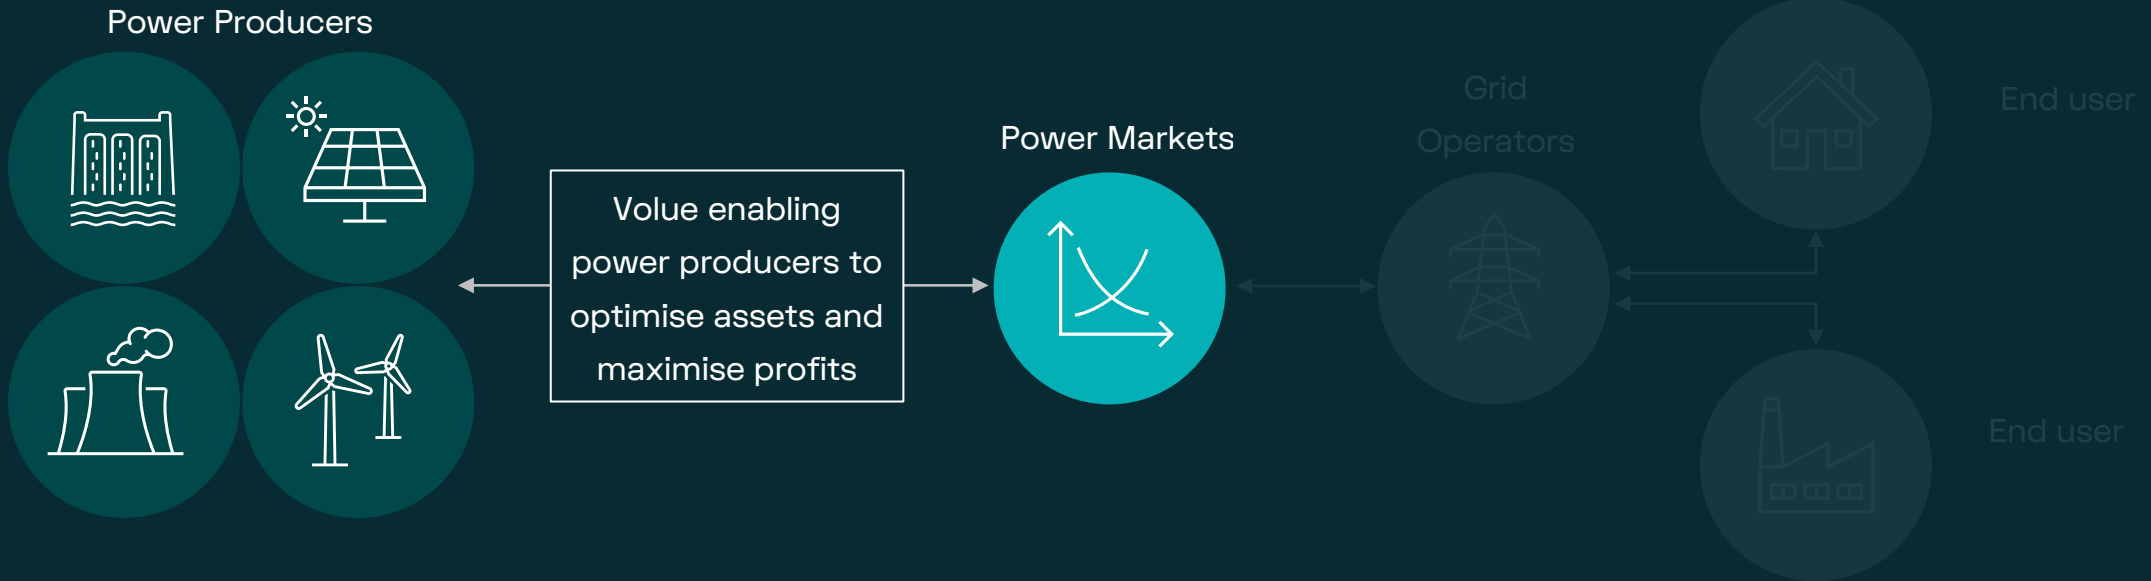 Power Producers
Volue enabling
power producers to
optimise assets and
maximise profits
Power Markets
Grid
Operators
End user
End user